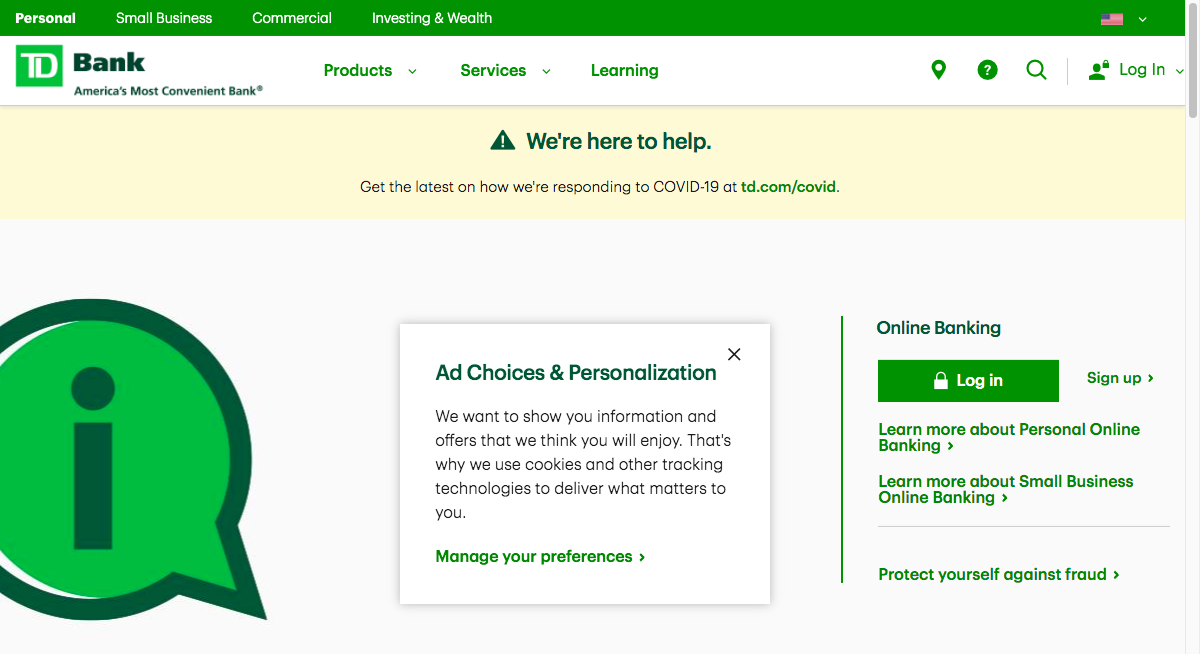 Personal Small Business Commercial Investing & Wealth
TD Bank
America's Most Convenient Bank®
Products Services Learning ? Log In
We're here to help.
Get the latest on how we're responding to COVID-19 at td.com/covid.
Ad Choices & Personalization
We want to show you information and
offers that we think you will enjoy. That's
why we use cookies and other tracking
technologies to deliver what matters to
you.
Manage your preferences ›
Online Banking
Log in Sign up ›
Learn more about Personal Online
Banking ›
Learn more about Small Business
Online Banking ›
Protect yourself against fraud ›